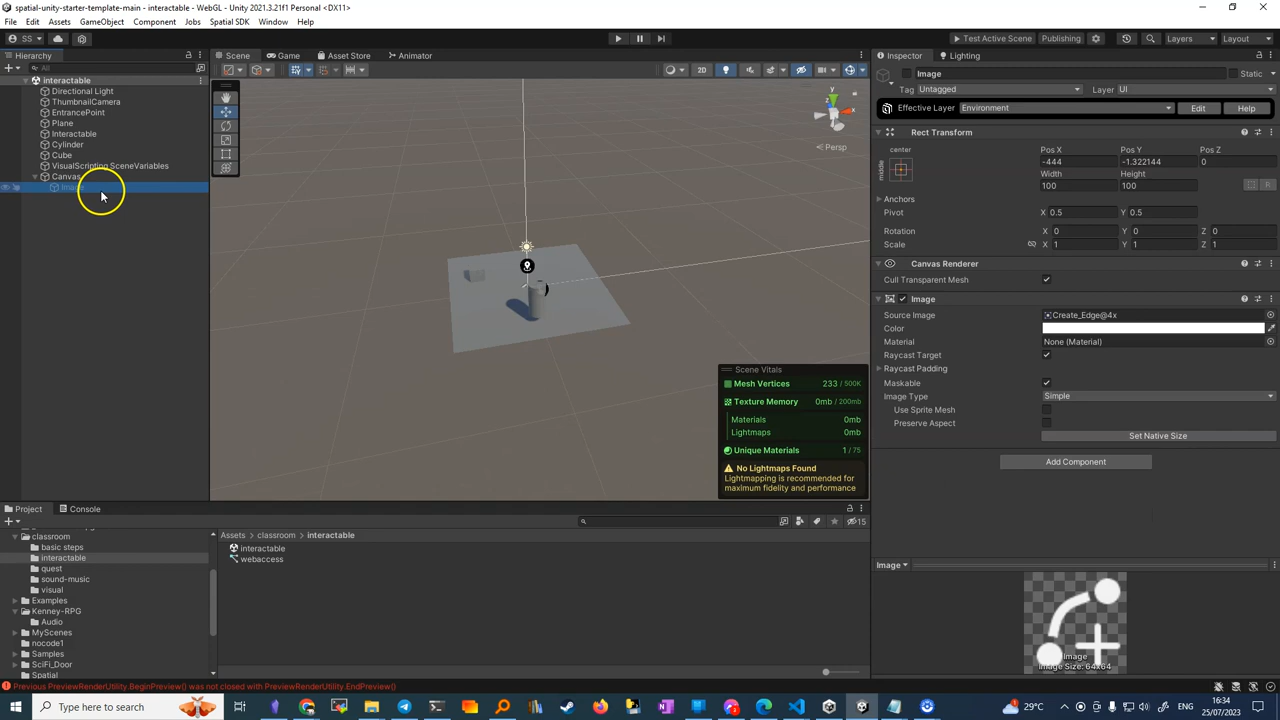 spatial-unity-starter-template-main - interactable - WebGL - Unity 2021.3.21f1 Personal <DX11>
File Edit Assets GameObject Component Jobs Spatial SDK Window Help
SS Test Active Scene Publishing Layers Layout
Hierarchy Scene Game Asset Store Animator Inspector Lighting
All
2D
interactable
Directional Light
ThumbnailCamera
EntrancePoint
Plane
Interactable
Cylinder
Cube
VisualScripting SceneVariables
Canvas
Image
y
x
Persp
Scene Vitals
Mesh Vertices 233 / 500K
Texture Memory 0mb / 200mb
Materials 0mb
Lightmaps 0mb
Unique Materials 1 / 75
No Lightmaps Found
Lightmapping is recommended for
maximum fidelity and performance
Image Static
Tag Untagged Layer UI
Effective Layer Environment Edit Help
Rect Transform
center Pos X Pos Y Pos Z
middle -444 -1.322144 0
Width Height
100 100
R
Anchors
Pivot X 0.5 Y 0.5
Rotation X 0 Y 0 Z 0
Scale X 1 Y 1 Z 1
Canvas Renderer
Cull Transparent Mesh
Image
Source Image Create_Edge@4x
Color
Material None (Material)
Raycast Target
Raycast Padding
Maskable
Image Type Simple
Use Sprite Mesh
Preserve Aspect
Set Native Size
Add Component
Image
Image
Image Size: 64x64
Project Console
15
classroom
basic steps
interactable
quest
sound-music
visual
Examples
Kenney-RPG
Audio
MyScenes
nocode1
Samples
SciFi_Door
Spatial
Assets > classroom > interactable
interactable
webaccess
Previous PreviewRenderUtility.BeginPreview() was not closed with PreviewRenderUtility.EndPreview()
Type here to search
29°C
ENG
16:34
25/07/2023